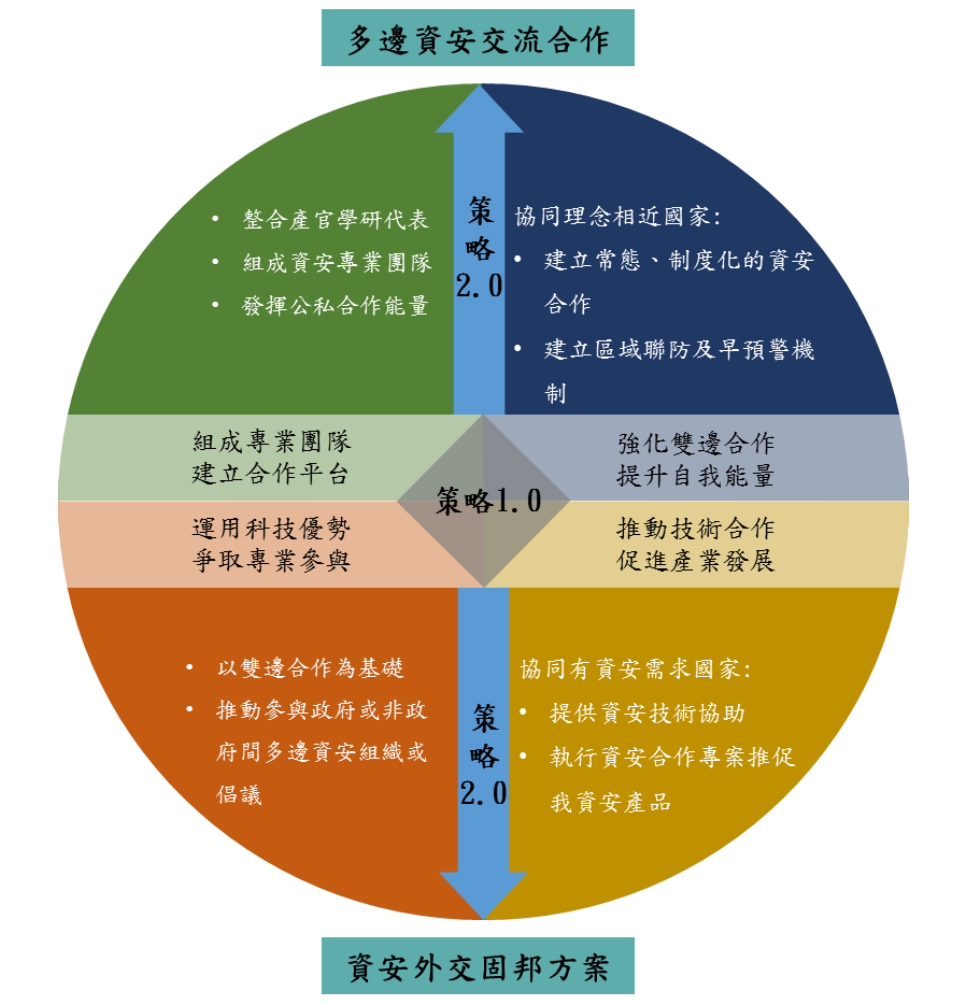 多邊資安交流合作
• 整合產官學研代表
• 組成資安專業團隊
• 發揮公私合作能量
策
略
2.0
協同理念相近國家:
• 建立常態、制度化的資安
合作
• 建立區域聯防及早預警機
制
組成專業團隊
建立合作平台
強化雙邊合作
提升自我能量
策略1.0
運用科技優勢
爭取專業參與
推動技術合作
促進產業發展
• 以雙邊合作為基礎
• 推動參與政府或非政
府間多邊資安組織或
倡議
策
略
2.0
協同有資安需求國家:
• 提供資安技術協助
• 執行資安合作專案推促
我資安產品
資安外交固邦方案